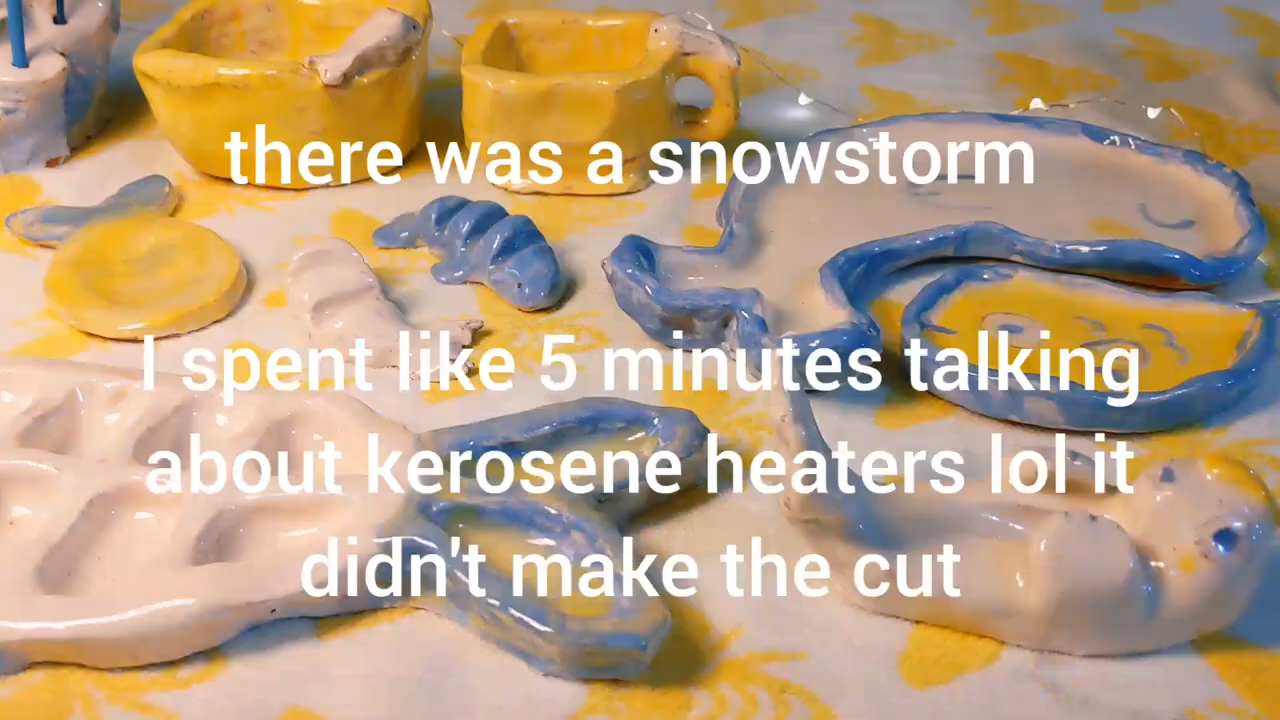 there was a snowstorm
I spent like 5 minutes talking
about kerosene heaters lol it
didn't make the cut